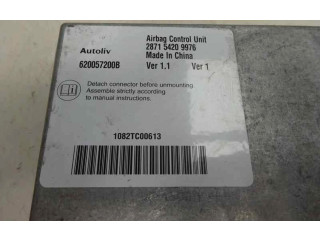 Autoliv
620057200B
Airbag Control Unit
2871 5420 9976
Made In China
Ver 1.1 Ver 1
Detach connector before unmounting.
Assemble strictly according
to manual instructions.
1082TC00613